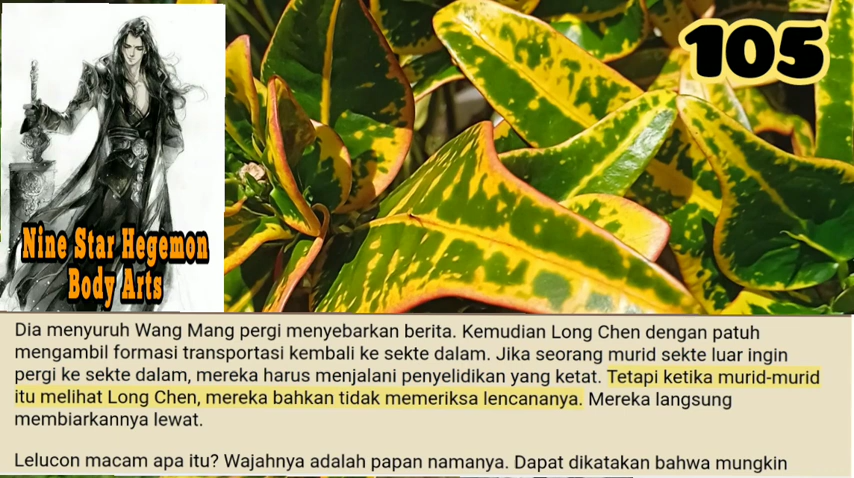 105
Nine Star Hegemon
Body Arts
Dia menyuruh Wang Mang pergi menyebarkan berita. Kemudian Long Chen dengan patuh
mengambil formasi transportasi kembali ke sekte dalam. Jika seorang murid sekte luar ingin
pergi ke sekte dalam, mereka harus menjalani penyelidikan yang ketat. Tetapi ketika murid-murid
itu melihat Long Chen, mereka bahkan tidak memeriksa lencananya. Mereka langsung
membiarkannya lewat.
Lelucon macam apa itu? Wajahnya adalah papan namanya. Dapat dikatakan bahwa mungkin